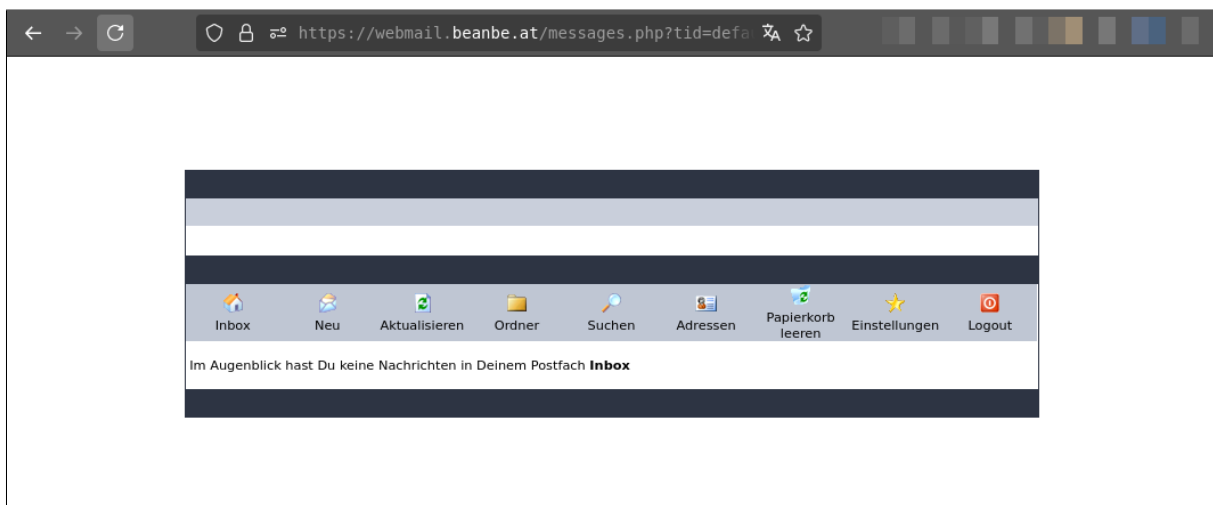 https://webmail.beanbe.at/messages.php?tid=defa
Inbox
Neu
Aktualisieren
Ordner
Suchen
Adressen
Papierkorb
leeren
Einstellungen
Logout
Im Augenblick hast Du keine Nachrichten in Deinem Postfach Inbox